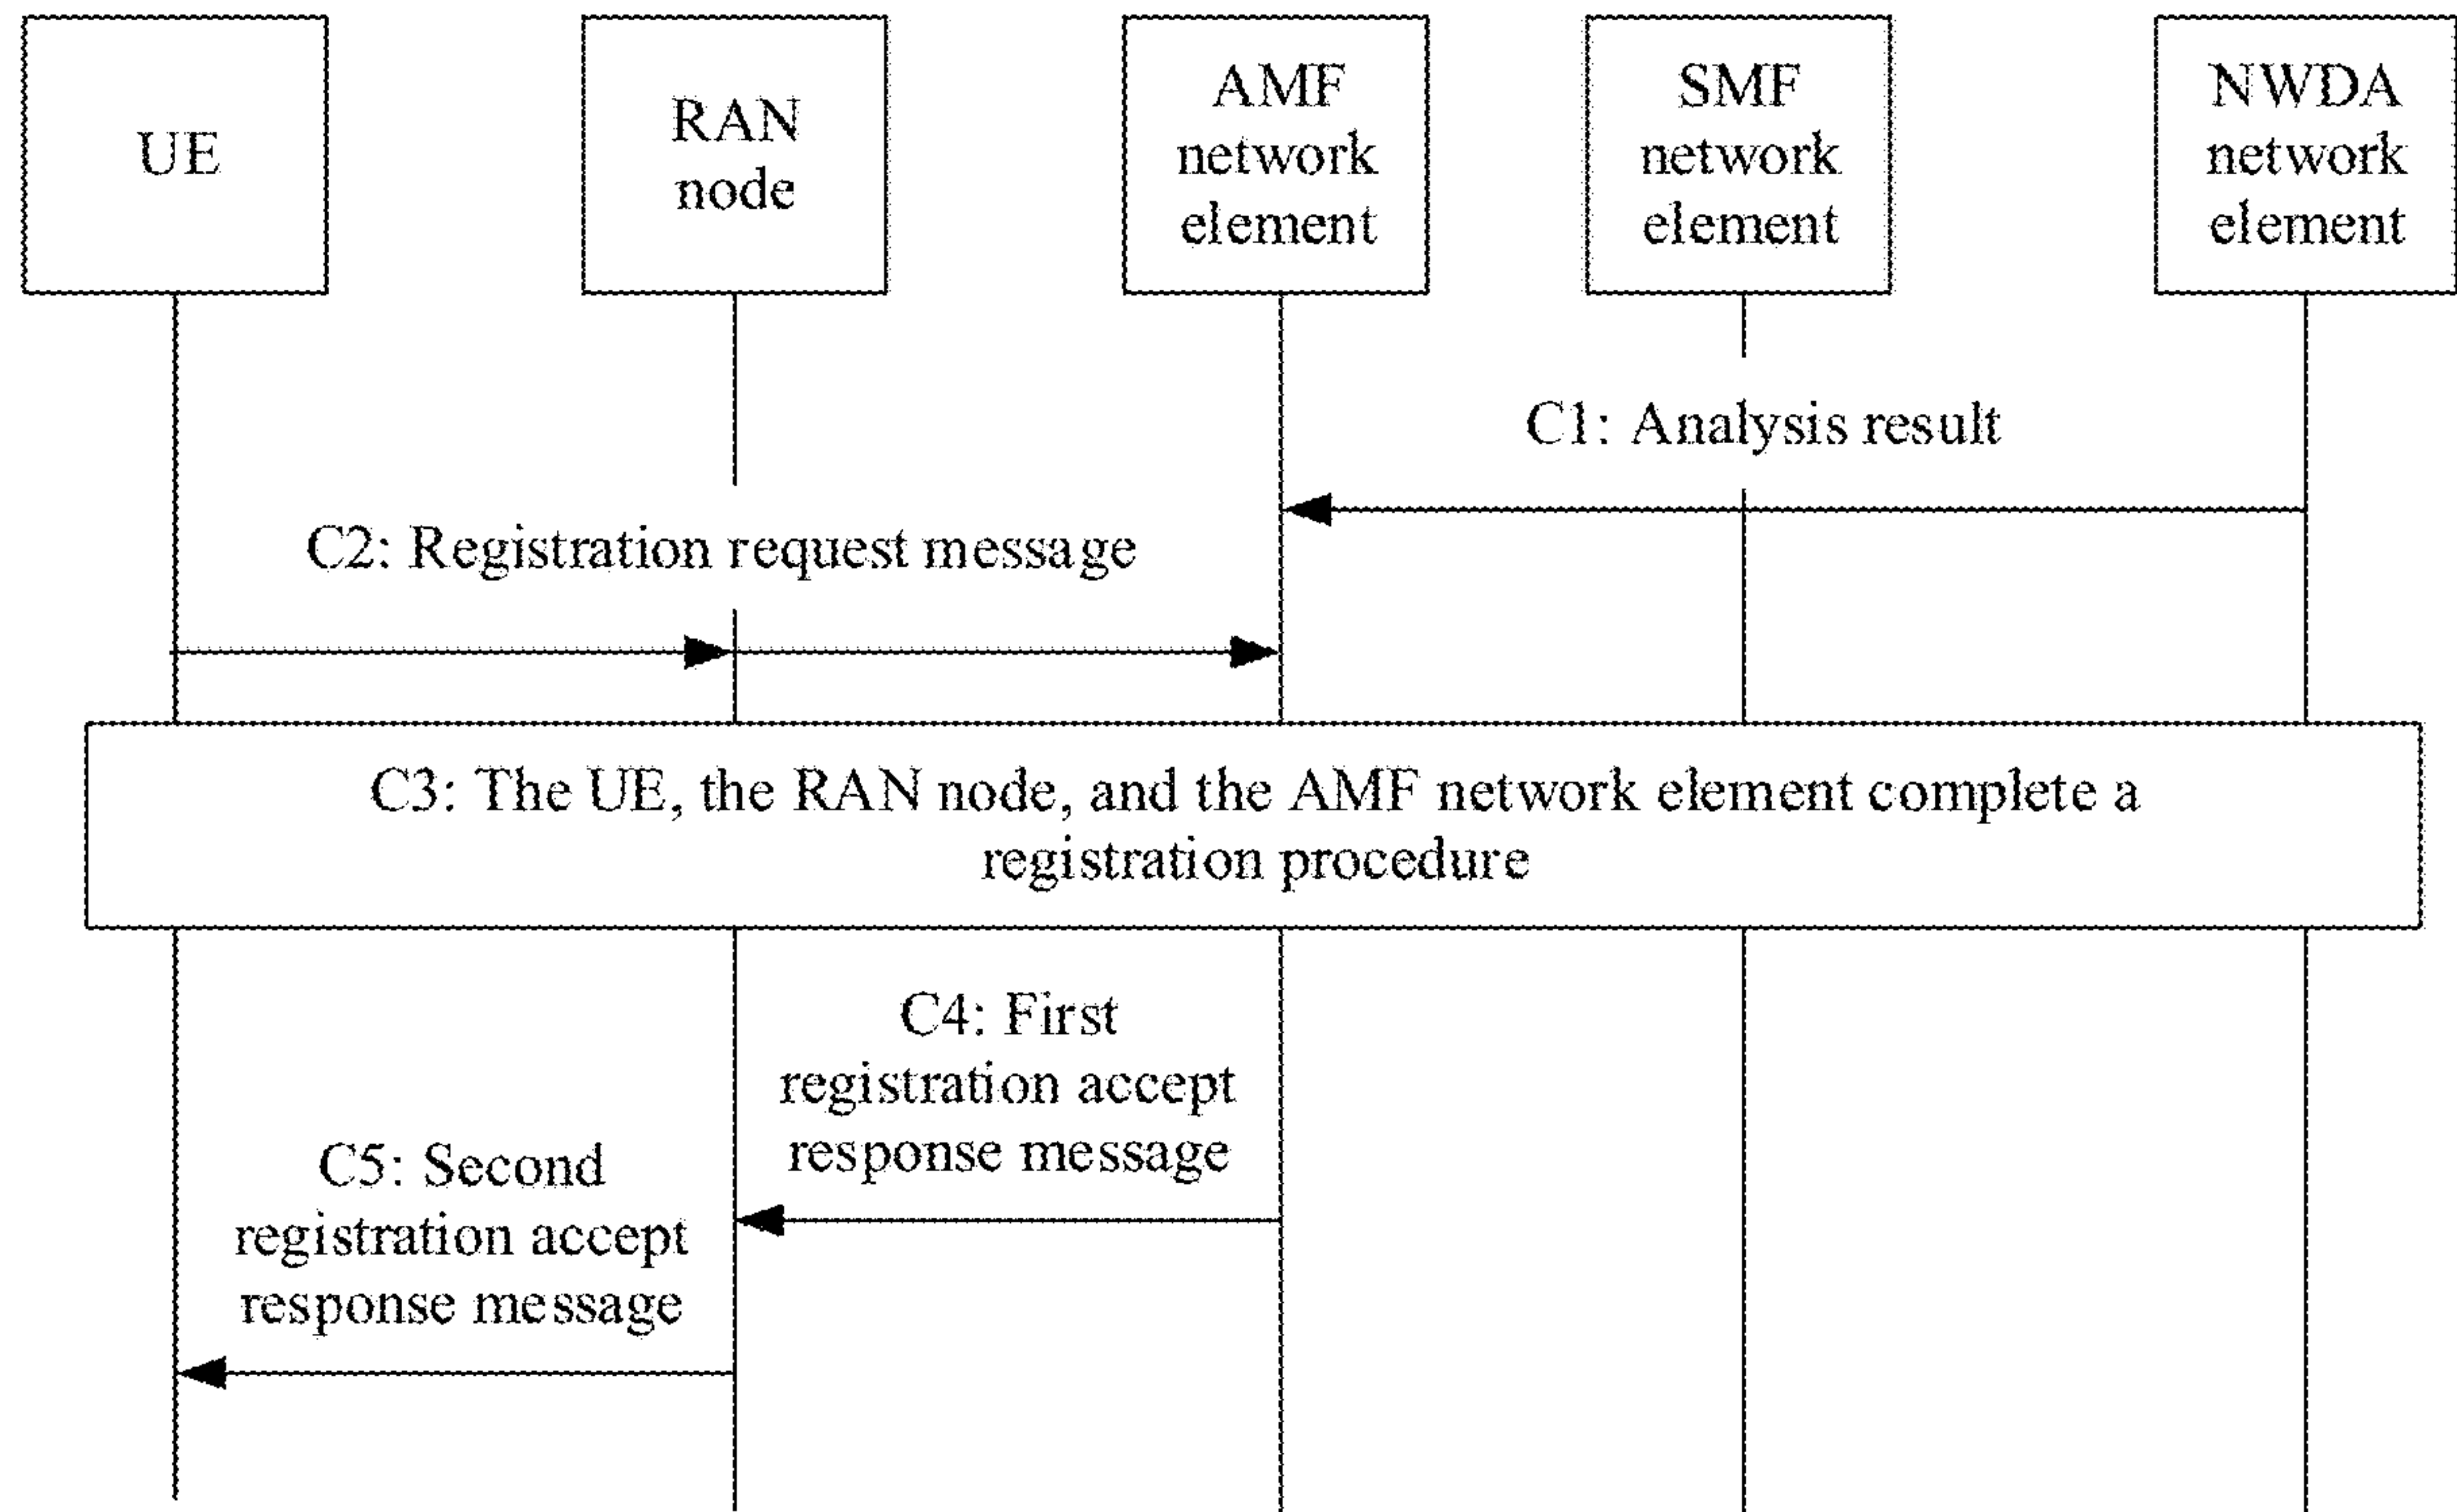 UE
RAN
node
AMF
network
element
SMF
network
element
NWDA
network
element
C1: Analysis result
C2: Registration request message
C3: The UE, the RAN node, and the AMF network element complete a
registration procedure
C4: First
registration accept
response message
C5: Second
registration accept
response message